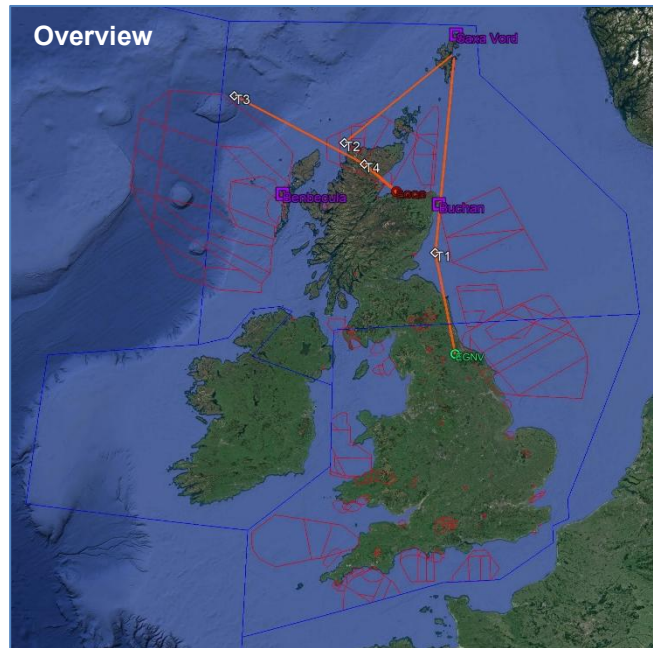 Overview
Saxa Vord
T3
T2
T4
Benbecula
Buchan
T1
EGNV